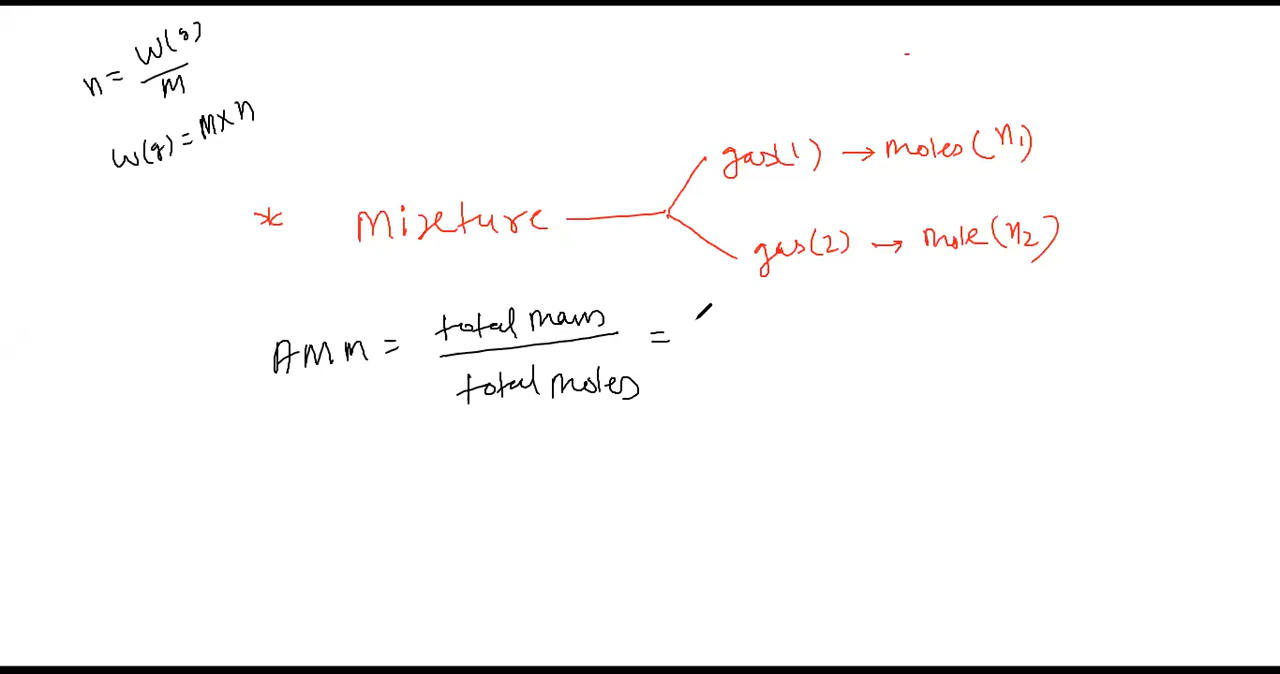 n = W(g)/M
W(g) = M×n
gas(1) → moles(n1)
* Mixture
gas(2) → mole(n2)
AMM = total mass/total moles =